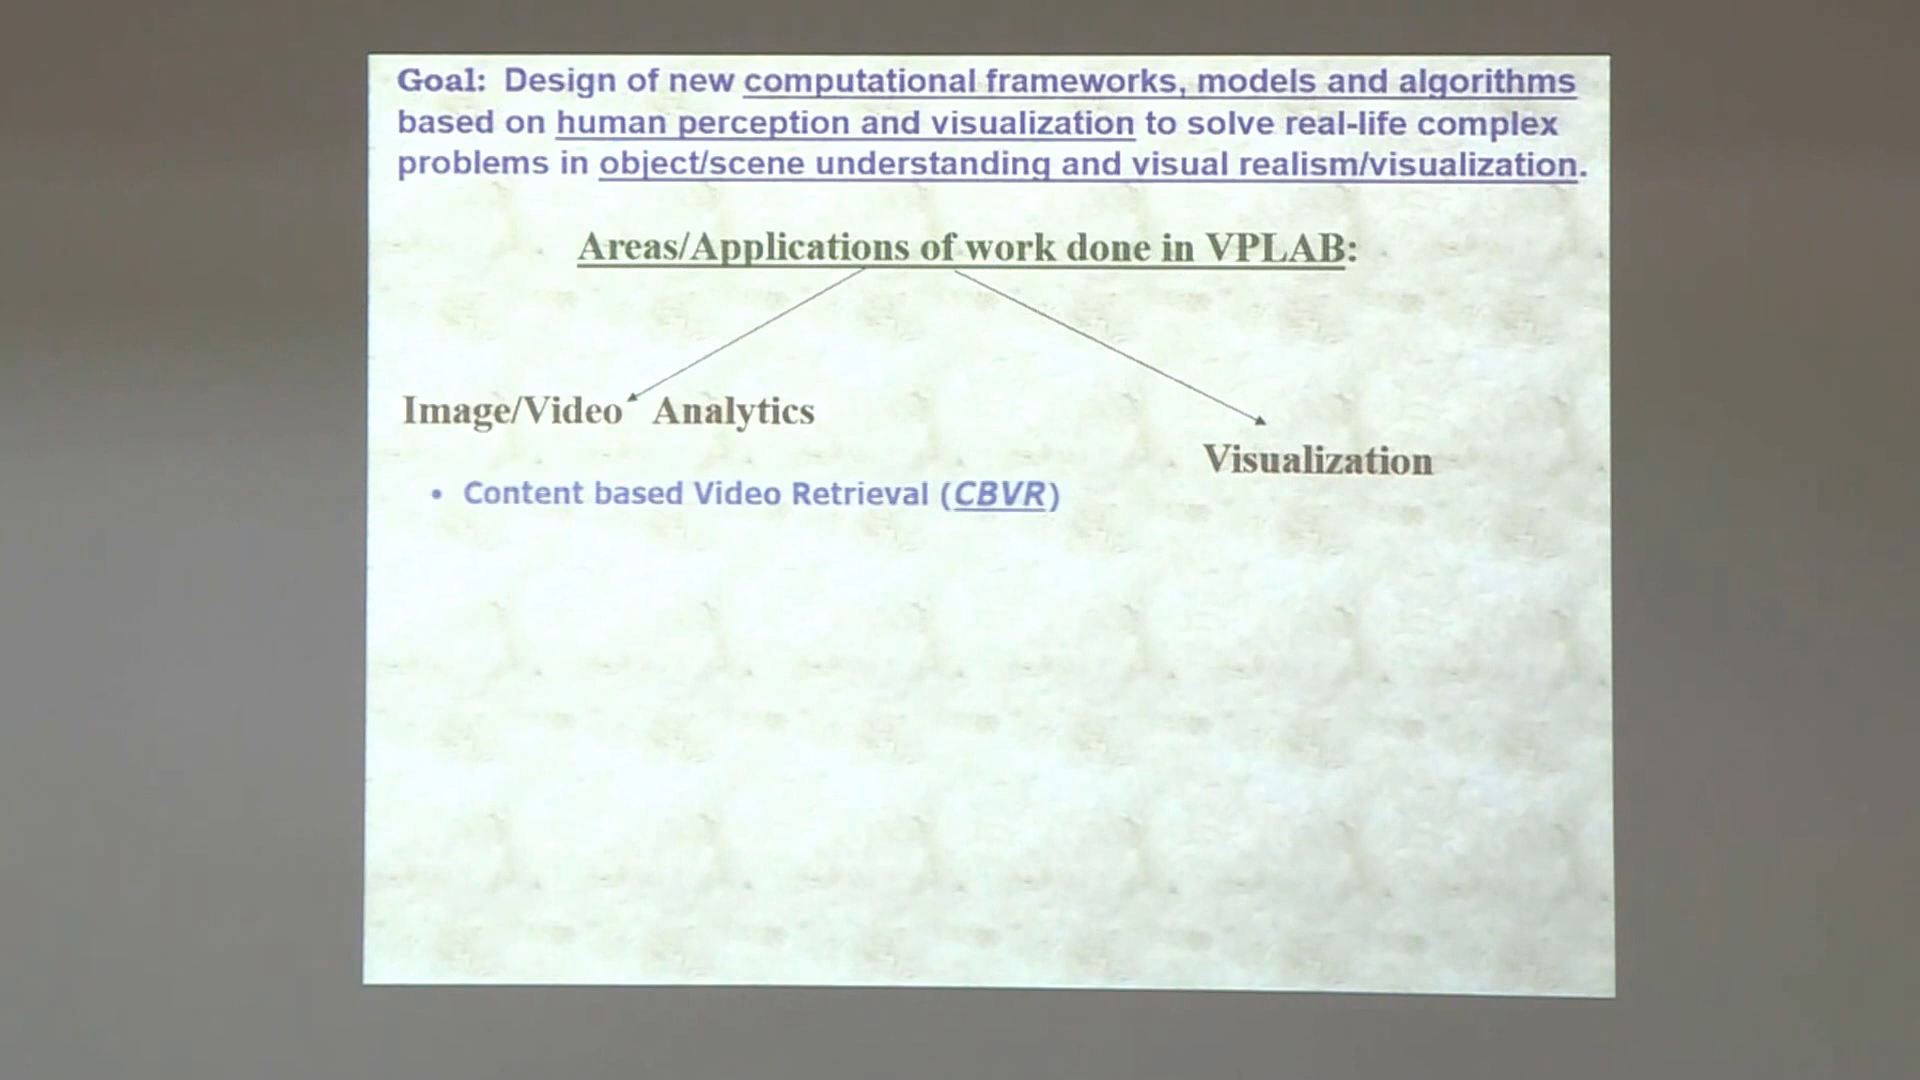 Goal: Design of new computational frameworks, models and algorithms
based on human perception and visualization to solve real-life complex
problems in object/scene understanding and visual realism/visualization.
Areas/Applications of work done in VPLAB:
Image/Video Analytics
Visualization
• Content based Video Retrieval (CBVR)